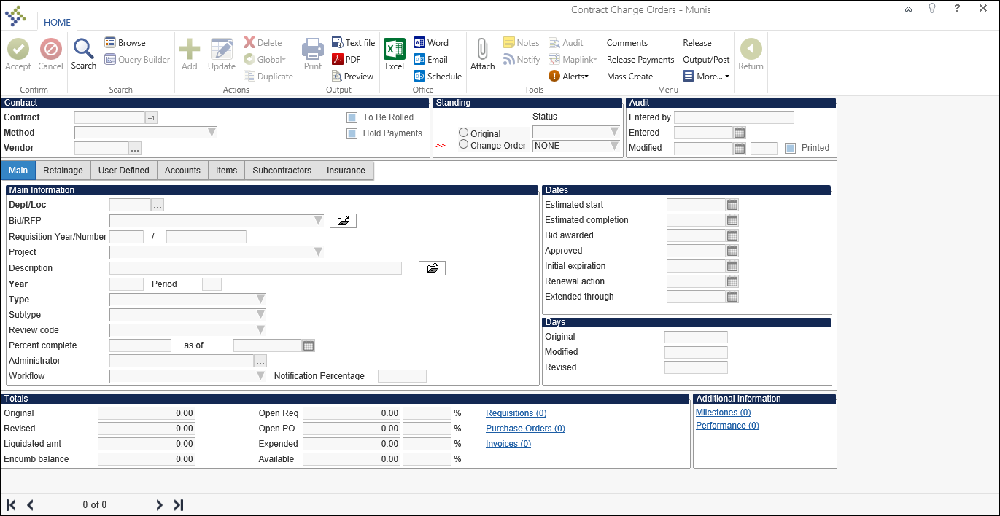 Contract Change Orders - Munis
HOME
Accept
Cancel
Confirm
Search
Browse
Query Builder
Search
Add
Update
Delete
Global
Duplicate
Actions
Print
Text file
PDF
Preview
Output
Excel
Word
Email
Schedule
Office
Attach
Notes
Notify
Audit
Maplink
Alerts
Tools
Comments
Release Payments
Mass Create
Release
Output/Post
More...
Menu
Return
Contract
Contract +1
Method
Vendor ...
To Be Rolled
Hold Payments
Standing
Status
Original
>> Change Order NONE
Audit
Entered by
Entered
Modified Printed
Main Retainage User Defined Accounts Items Subcontractors Insurance
Main Information
Dept/Loc ...
Bid/RFP
Requisition Year/Number /
Project
Description
Year Period
Type
Subtype
Review code
Percent complete as of
Administrator ...
Workflow Notification Percentage
Dates
Estimated start
Estimated completion
Bid awarded
Approved
Initial expiration
Renewal action
Extended through
Days
Original
Modified
Revised
Totals
Original 0.00 Open Req 0.00 % Requisitions (0)
Revised 0.00 Open PO 0.00 % Purchase Orders (0)
Liquidated amt 0.00 Expended 0.00 % Invoices (0)
Encumb balance 0.00 Available 0.00 %
Additional Information
Milestones (0)
Performance (0)
0 of 0